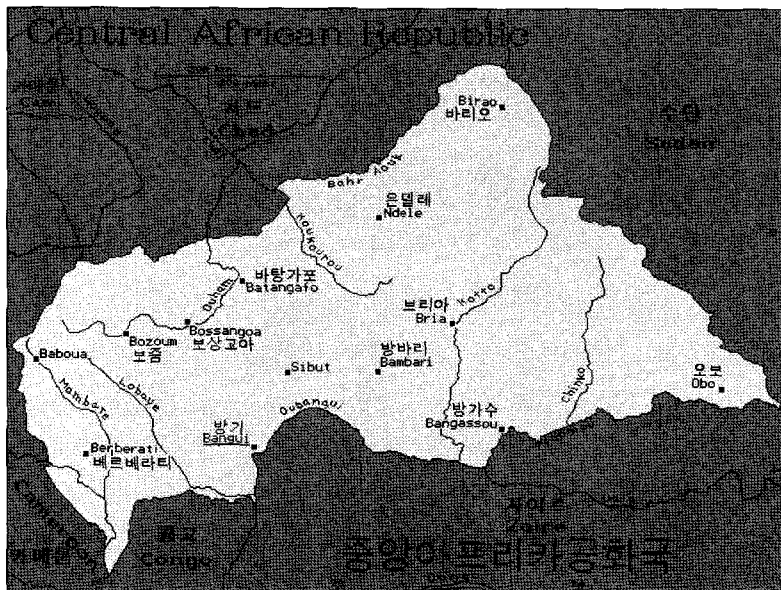 Central African Republic
Birao
바리오
수단
Sudan
차드
Chad
Cam
Bahr Aouk
은델레
Ndele
Koukourou
바탕가포
Batangafo
Ouham
브리아
Bria
Kotto
Bossangoa
보상고아
Bozoum
보줌
방바리
Bambari
Sibut
Baboua
오보
Obo
Chinko
Lobaye
Mambere
Oubangui
방기
Bangui
방가수
Bangassou
Berberati
베르베라티
자이르
Zaire
Cameroon
카메룬
콩고
Congo
중앙아프리카공화국